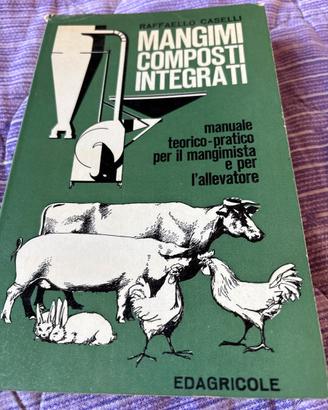 RAFFAELLO CASELLI
MANGIMI
COMPOSTI
INTEGRATI
manuale
teorico-pratico
per il mangimista
e per
l'allevatore
EDAGRICOLE